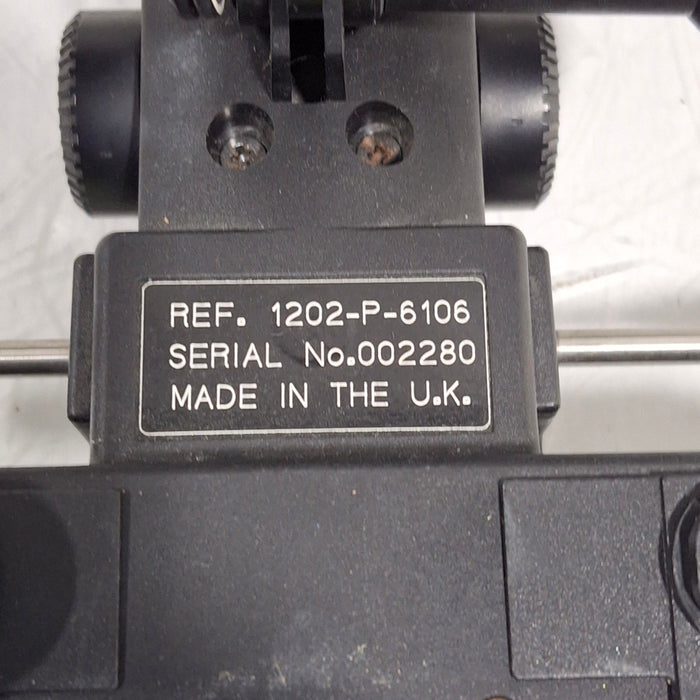 REF. 1202-P-6106
SERIAL No.002280
MADE IN THE U.K.